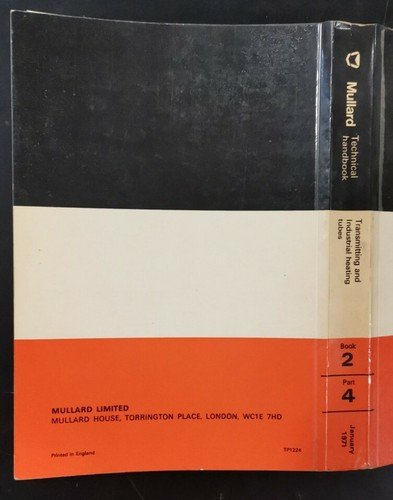 Mullard
Technical
handbook
Transmitting and
Industrial heating
tubes
Book
2
Part
4
January
1971
MULLARD LIMITED
MULLARD HOUSE, TORRINGTON PLACE, LONDON, WC1E 7HD
Printed in England
TP1224